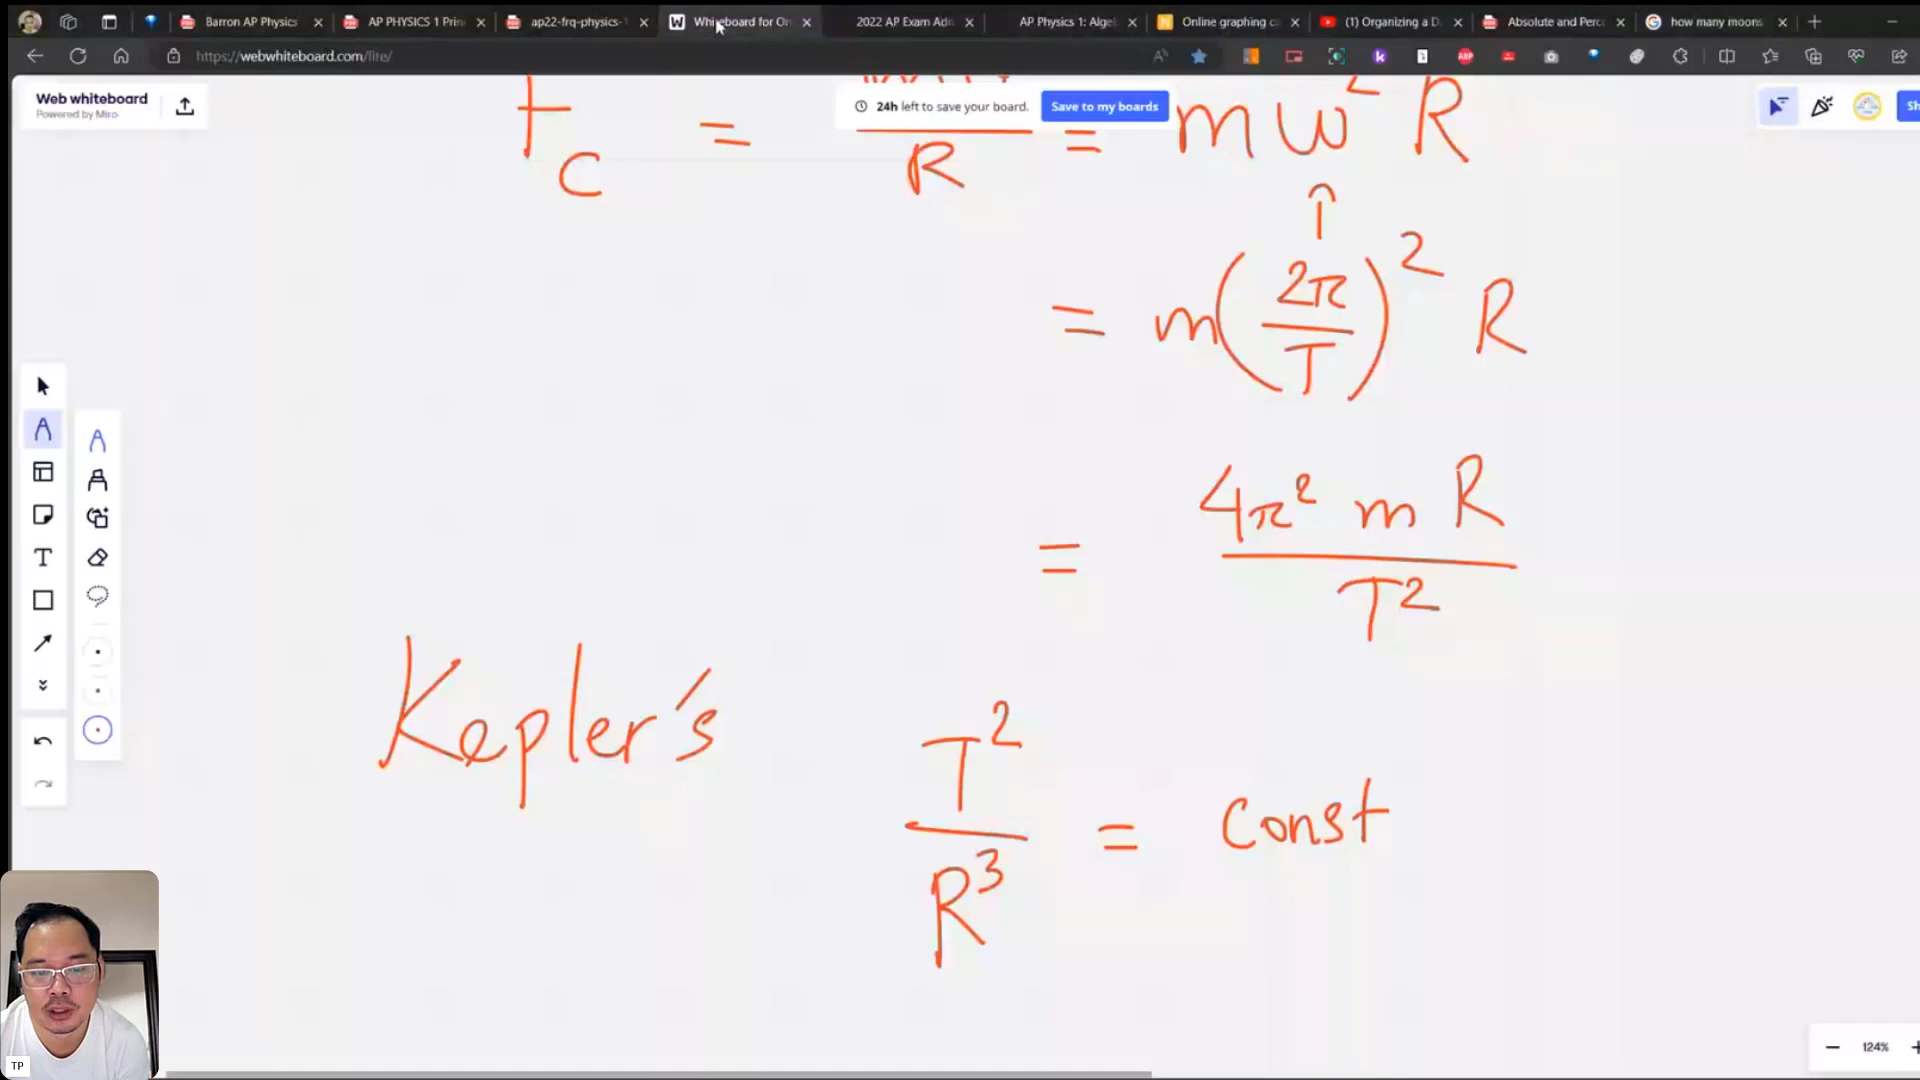 Barron AP Physics
AP PHYSICS 1 Prin
ap22-frq-physics-
Whiteboard for On
2022 AP Exam Adm
AP Physics 1: Algeb
Online graphing c
(1) Organizing a D
Absolute and Perc
how many moons
https://webwhiteboard.com/lite/
Web whiteboard
Powered by Miro
24h left to save your board.
Save to my boards
Sh
F_c = / R = m ω² R
↑
= m(2π/T)² R
= 4π² m R / T²
Kepler's T²/R³ = const
T
TP
124%